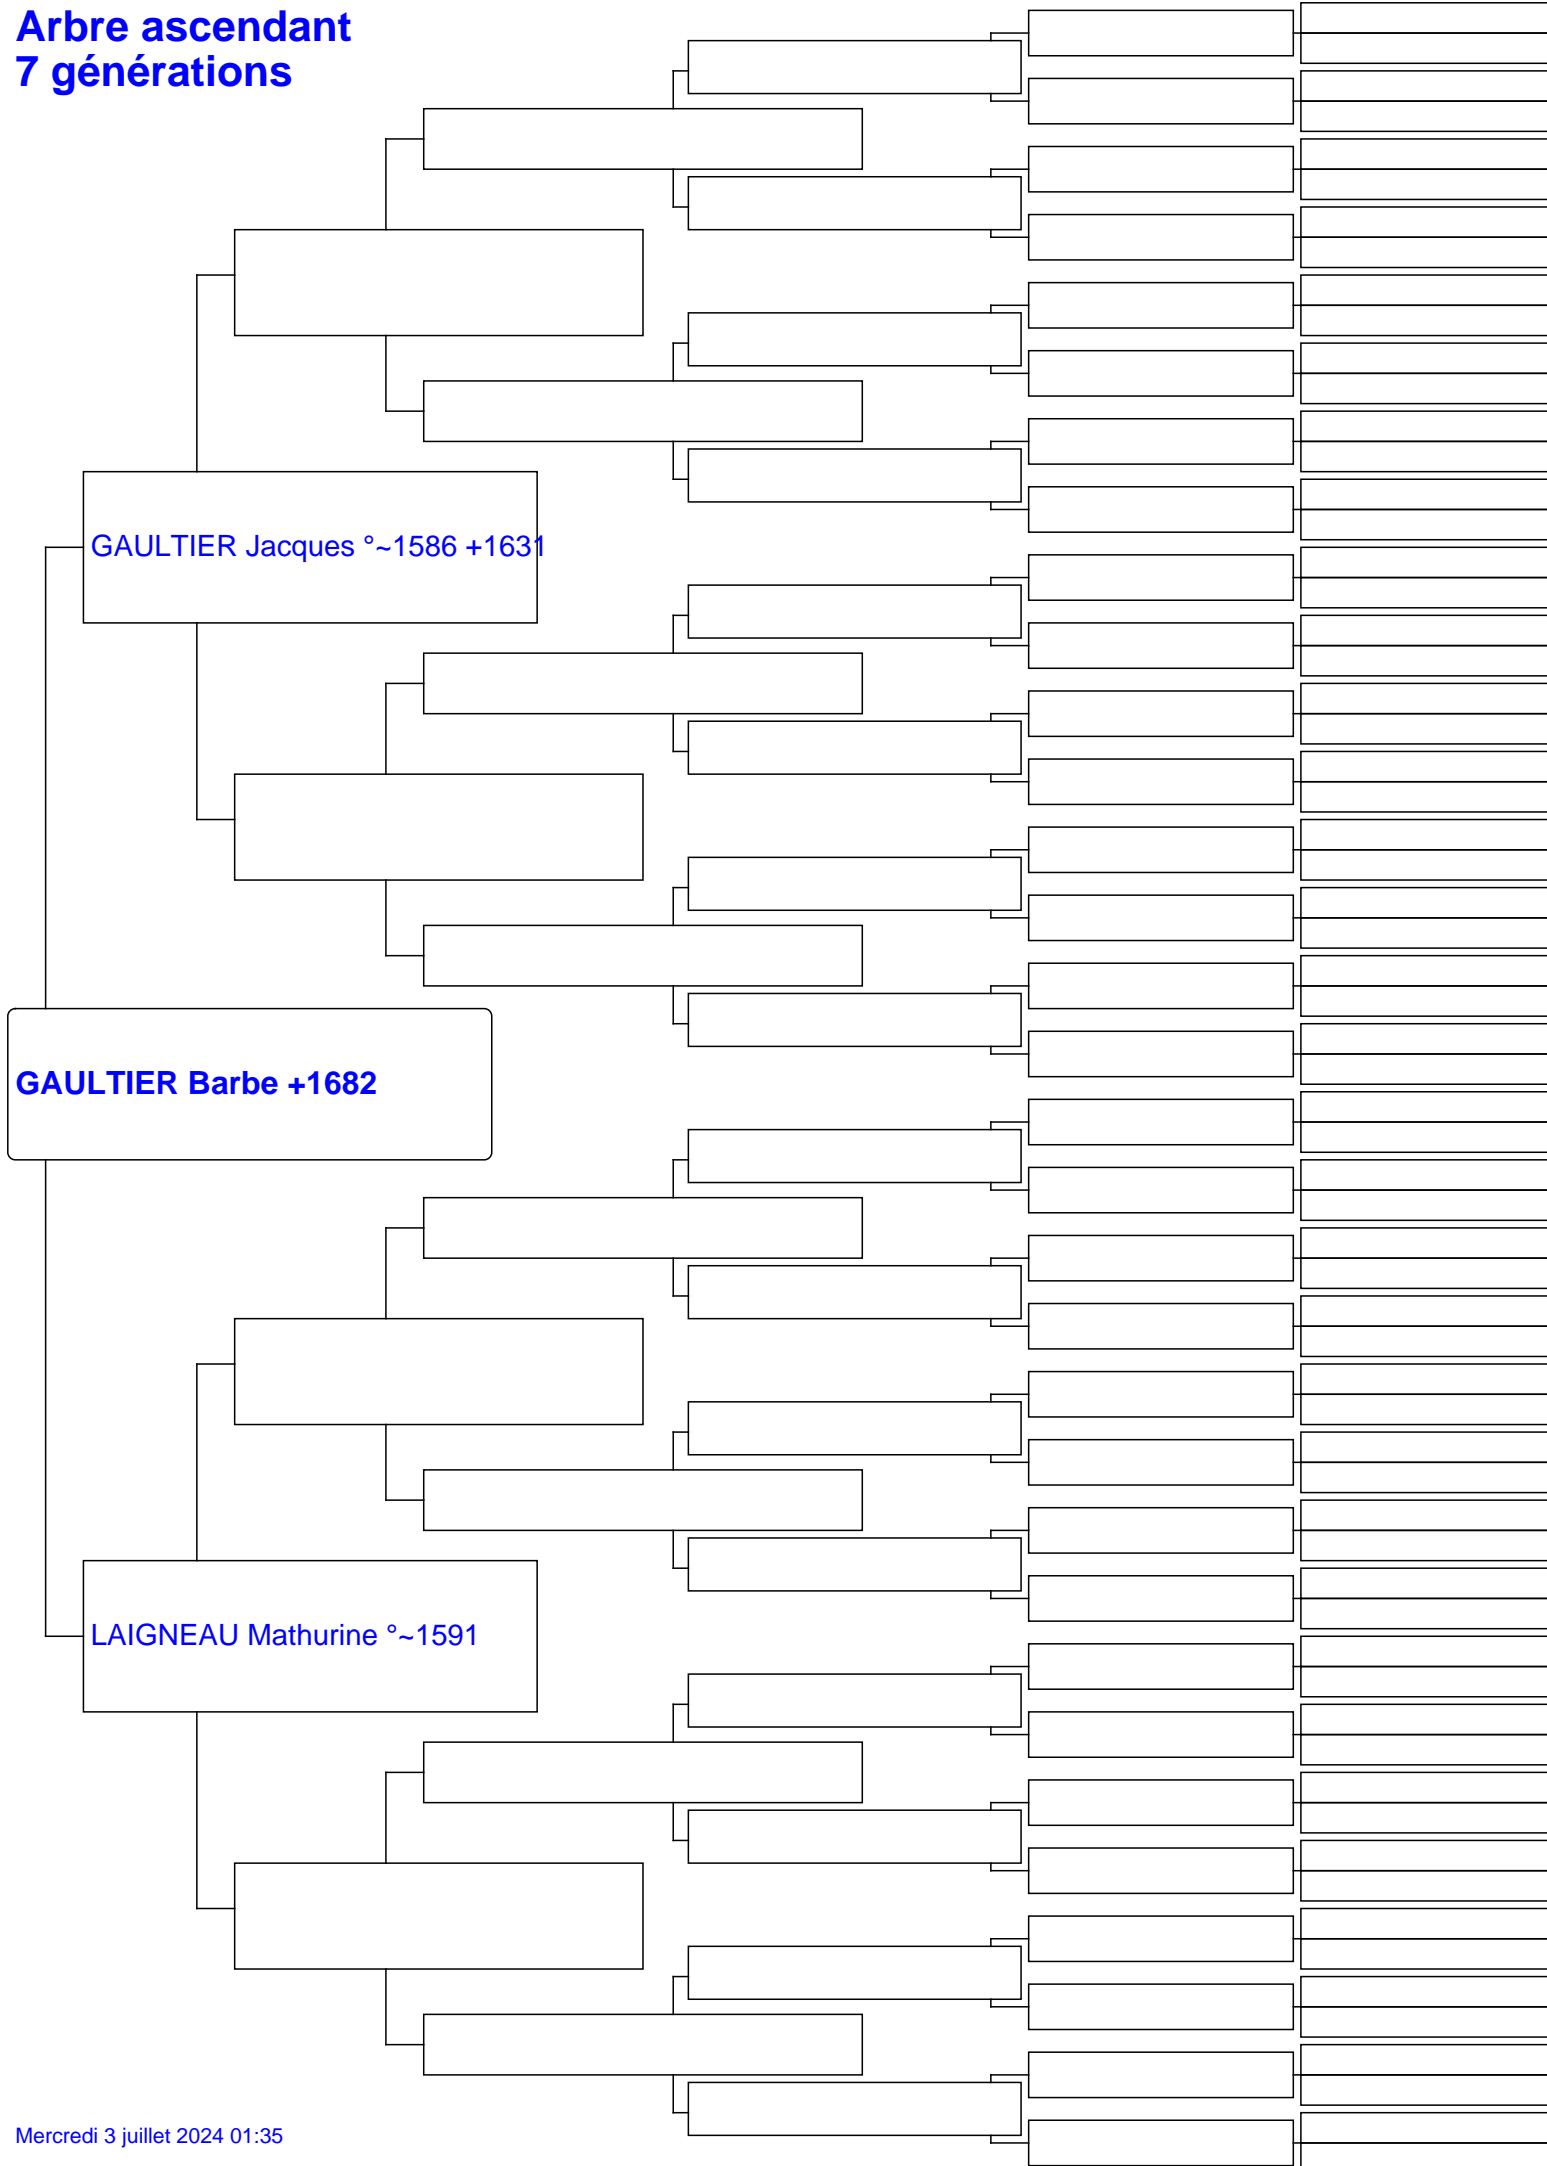 Arbre ascendant
7 générations
GAULTIER Jacques °~1586 +1631
GAULTIER Barbe +1682
LAIGNEAU Mathurine °~1591
Mercredi 3 juillet 2024 01:35